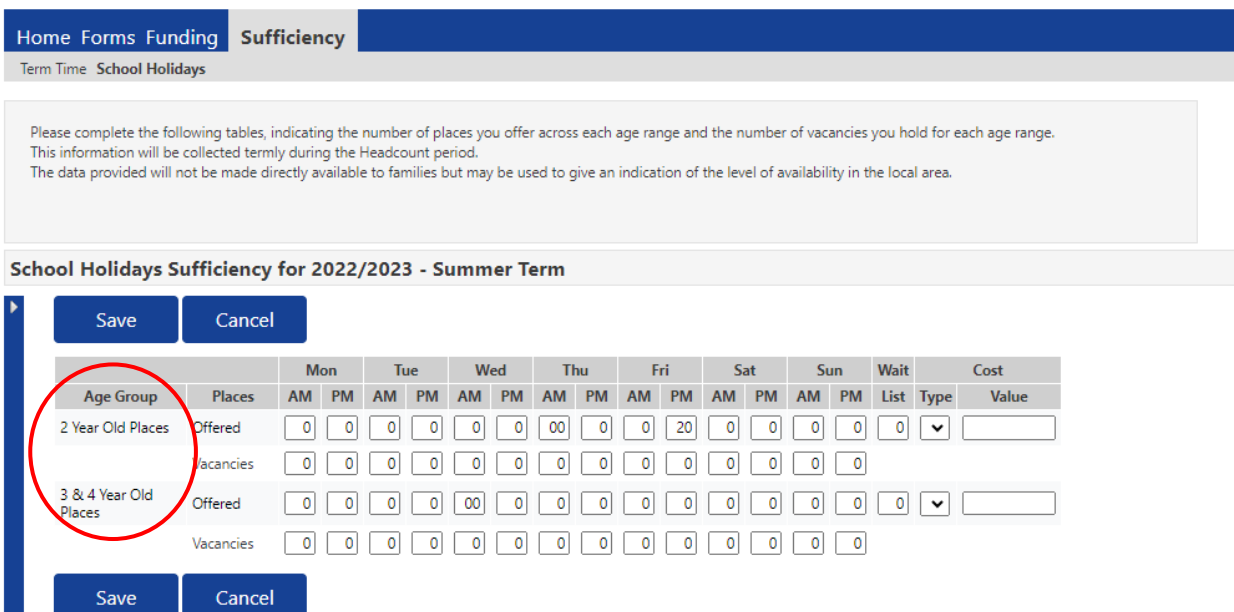 Home Forms Funding Sufficiency
Term Time School Holidays
Please complete the following tables, indicating the number of places you offer across each age range and the number of vacancies you hold for each age range.
This information will be collected termly during the Headcount period.
The data provided will not be made directly available to families but may be used to give an indication of the level of availability in the local area.
School Holidays Sufficiency for 2022/2023 - Summer Term
Save Cancel
Mon Tue Wed Thu Fri Sat Sun Wait Cost
Age Group Places AM PM AM PM AM PM AM PM AM PM AM PM AM PM List Type Value
2 Year Old Places Offered 0 0 0 0 0 0 00 0 0 20 0 0 0 0 0
Vacancies 0 0 0 0 0 0 0 0 0 0 0 0 0 0
3 & 4 Year Old
Places Offered 0 0 0 0 00 0 0 0 0 0 0 0 0 0 0
Vacancies 0 0 0 0 0 0 0 0 0 0 0 0 0 0
Save Cancel